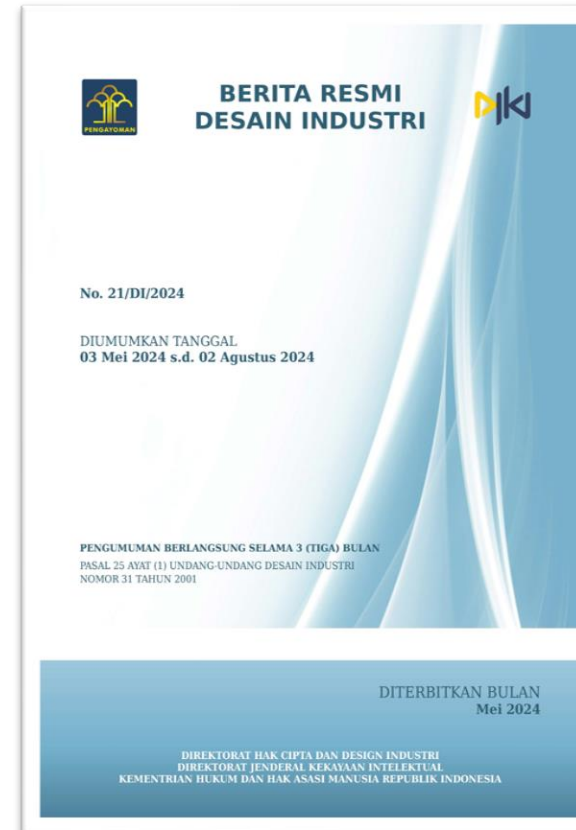 PENGAYOMAN
BERITA RESMI
DESAIN INDUSTRI
DJKI
No. 21/DI/2024
DIUMUMKAN TANGGAL
03 Mei 2024 s.d. 02 Agustus 2024
PENGUMUMAN BERLANGSUNG SELAMA 3 (TIGA) BULAN
PASAL 25 AYAT (1) UNDANG-UNDANG DESAIN INDUSTRI
NOMOR 31 TAHUN 2001
DITERBITKAN BULAN
Mei 2024
DIREKTORAT HAK CIPTA DAN DESIGN INDUSTRI
DIREKTORAT JENDERAL KEKAYAAN INTELEKTUAL
KEMENTRIAN HUKUM DAN HAK ASASI MANUSIA REPUBLIK INDONESIA